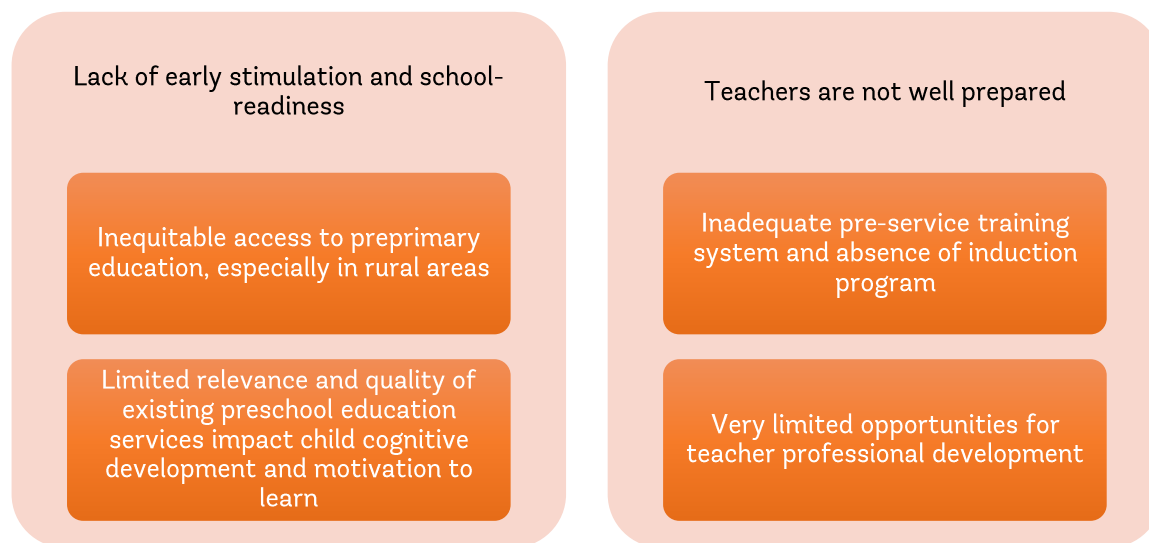 Lack of early stimulation and school-
readiness
Inequitable access to preprimary
education, especially in rural areas
Limited relevance and quality of
existing preschool education
services impact child cognitive
development and motivation to
learn
Teachers are not well prepared
Inadequate pre-service training
system and absence of induction
program
Very limited opportunities for
teacher professional development